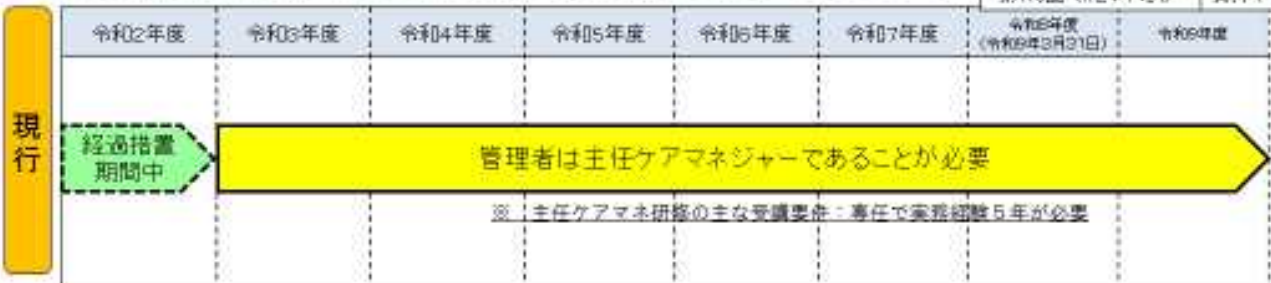 令和2年度
令和3年度
令和4年度
令和5年度
令和6年度
令和7年度
令和8年度
(令和9年3月31日)
令和9年度
現行
経過措置
期間中
管理者は主任ケアマネジャーであることが必要
※ 主任ケアマネ研修の主な受講要件:専任で実務経験5年が必要